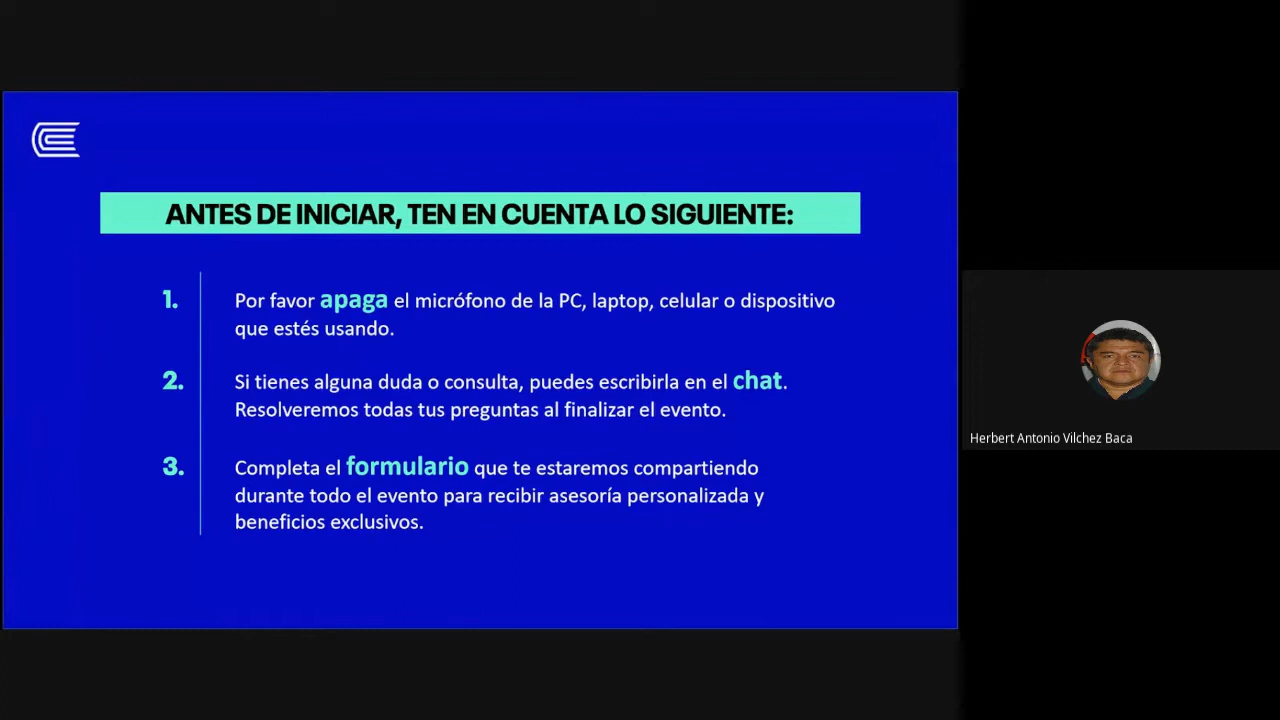 ANTES DE INICIAR, TEN EN CUENTA LO SIGUIENTE:
1.
Por favor apaga el micrófono de la PC, laptop, celular o dispositivo
que estés usando.
2.
Si tienes alguna duda o consulta, puedes escribirla en el chat.
Resolveremos todas tus preguntas al finalizar el evento.
3.
Completa el formulario que te estaremos compartiendo
durante todo el evento para recibir asesoría personalizada y
beneficios exclusivos.
Herbert Antonio Vilchez Baca